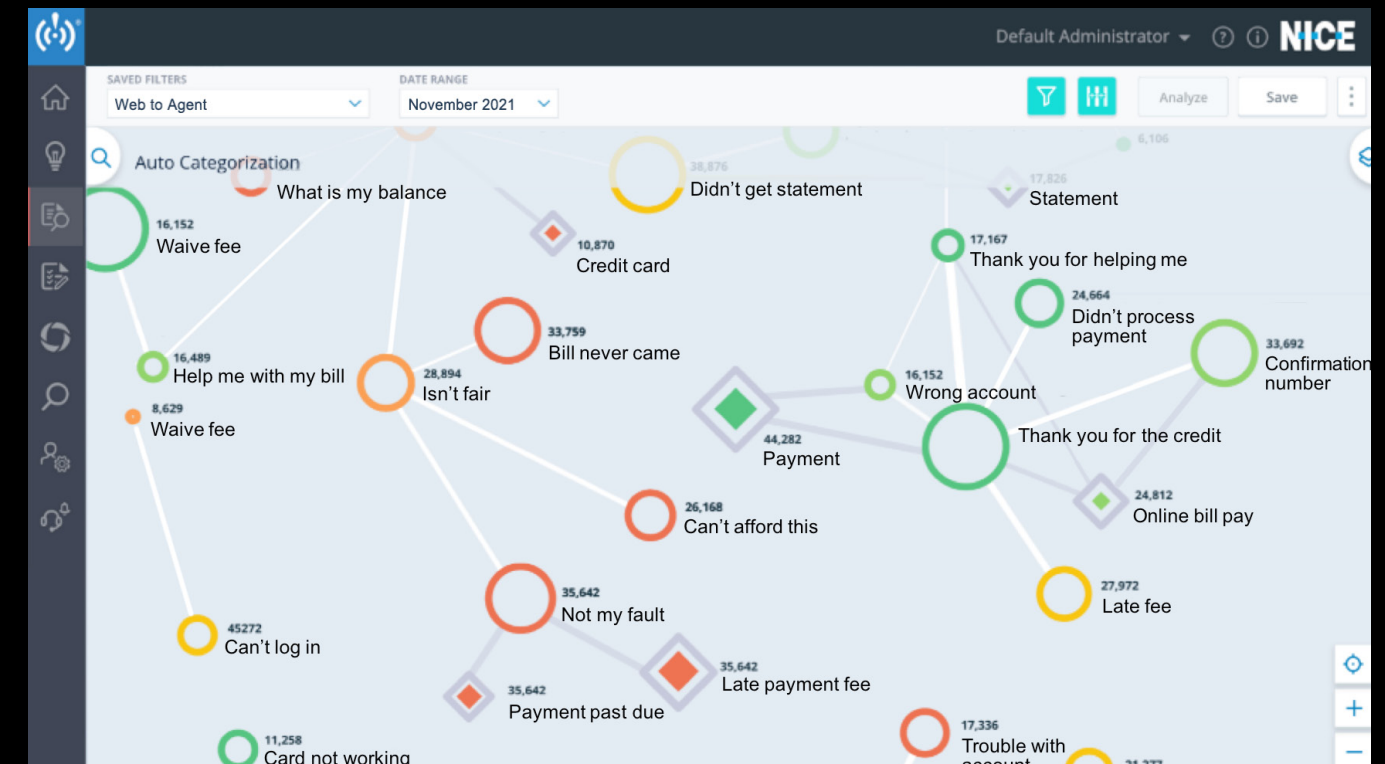 Default Administrator
NICE
SAVED FILTERS
DATE RANGE
Web to Agent
November 2021
Analyze
Save
Auto Categorization
6,106
38,876
Didn't get statement
17,826
Statement
What is my balance
16,152
Waive fee
10,870
Credit card
17,167
Thank you for helping me
24,664
Didn't process
payment
33,759
Bill never came
33,692
Confirmation
number
16,489
Help me with my bill
28,894
Isn't fair
16,152
Wrong account
8,629
Waive fee
44,282
Payment
Thank you for the credit
24,812
Online bill pay
26,168
Can't afford this
35,642
Not my fault
27,972
Late fee
45272
Can't log in
35,642
Late payment fee
35,642
Payment past due
11,258
Card not working
17,336
Trouble with
account